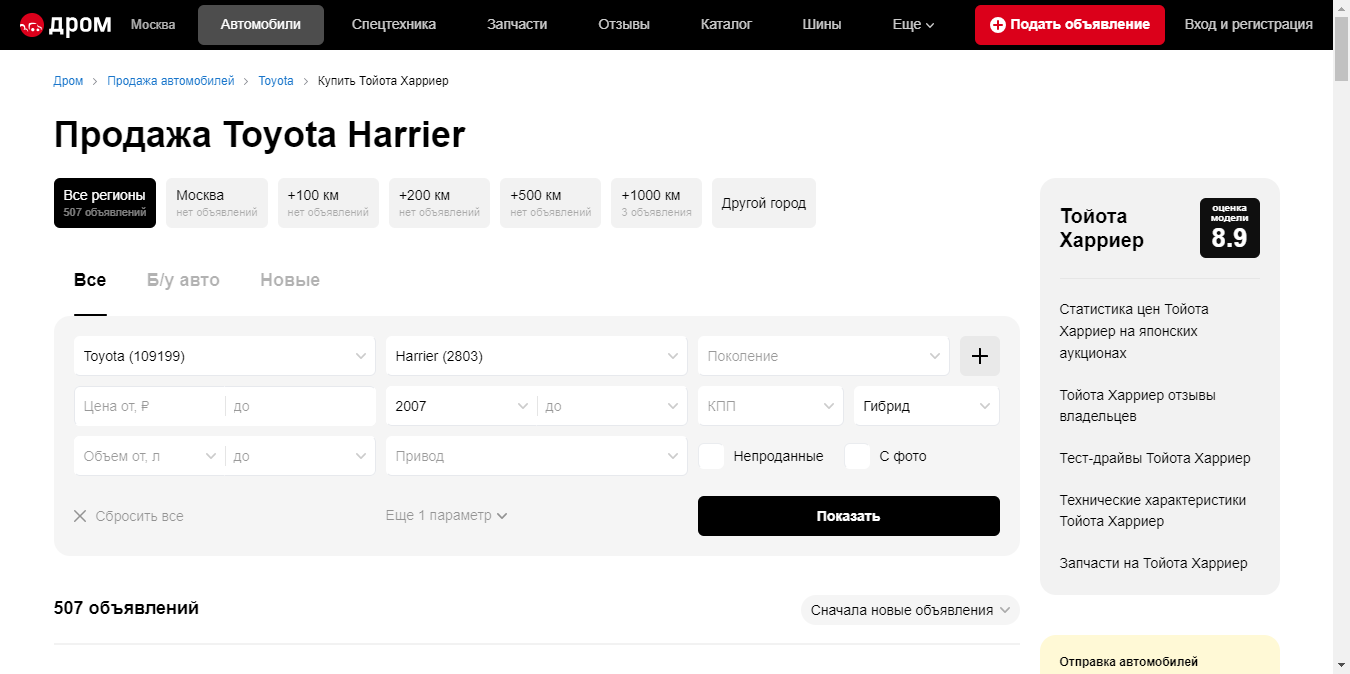 дром Москва Автомобили Спецтехника Запчасти Отзывы Каталог Шины Еще Подать объявление Вход и регистрация
Дром > Продажа автомобилей > Toyota > Купить Тойота Харриер
Продажа Toyota Harrier
Все регионы
507 объявлений
Москва
нет объявлений
+100 км
нет объявлений
+200 км
нет объявлений
+500 км
нет объявлений
+1000 км
3 объявления
Другой город
Все Б/у авто Новые
Toyota (109199) Harrier (2803) Поколение
Цена от, ₽ до 2007 до КПП Гибрид
Объем от, л до Привод Непроданные С фото
Сбросить все Еще 1 параметр Показать
507 объявлений Сначала новые объявления
Тойота
Харриер
оценка
модели
8.9
Статистика цен Тойота
Харриер на японских
аукционах
Тойота Харриер отзывы
владельцев
Тест-драйвы Тойота Харриер
Технические характеристики
Тойота Харриер
Запчасти на Тойота Харриер
Отправка автомобилей